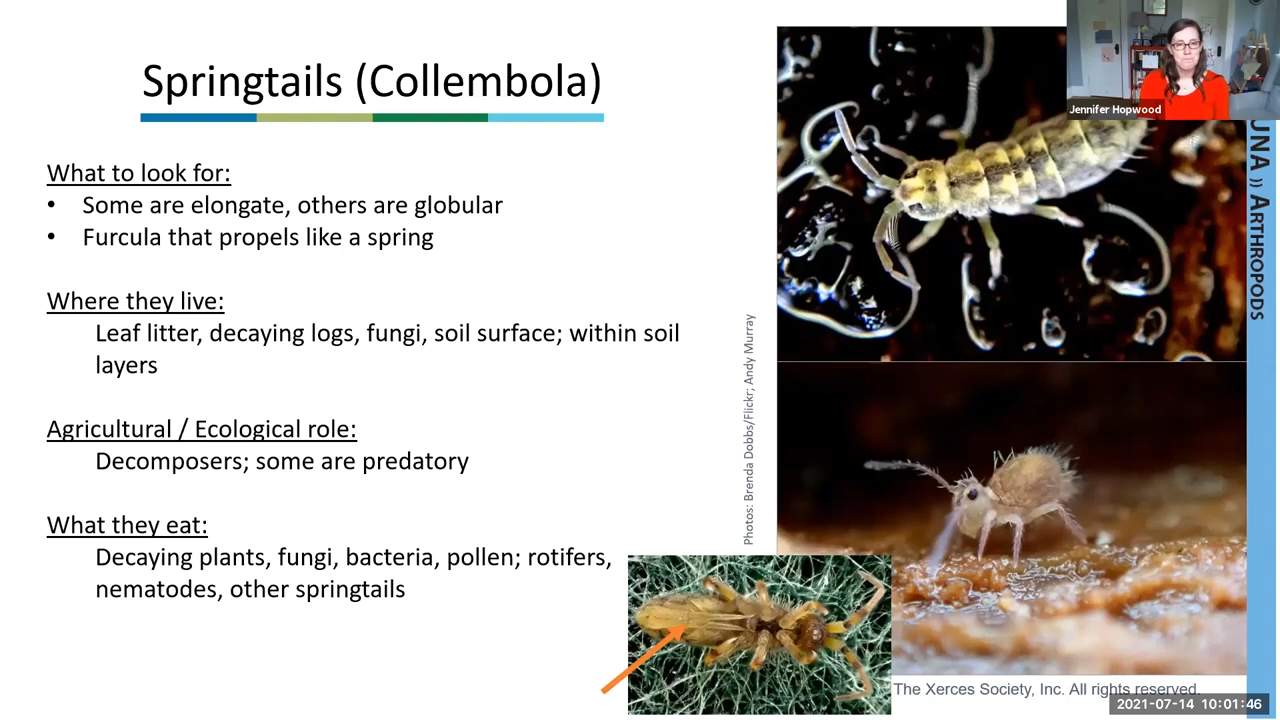 Springtails (Collembola)
What to look for:
• Some are elongate, others are globular
• Furcula that propels like a spring
Where they live:
Leaf litter, decaying logs, fungi, soil surface; within soil
layers
Agricultural / Ecological role:
Decomposers; some are predatory
What they eat:
Decaying plants, fungi, bacteria, pollen; rotifers,
nematodes, other springtails
Photos: Brenda Dobbs/Flickr; Andy Murray
Jennifer Hopwood
)) ARTHROPODS
The Xerces Society, Inc. All rights reserved.
2021-07-14 10:01:46